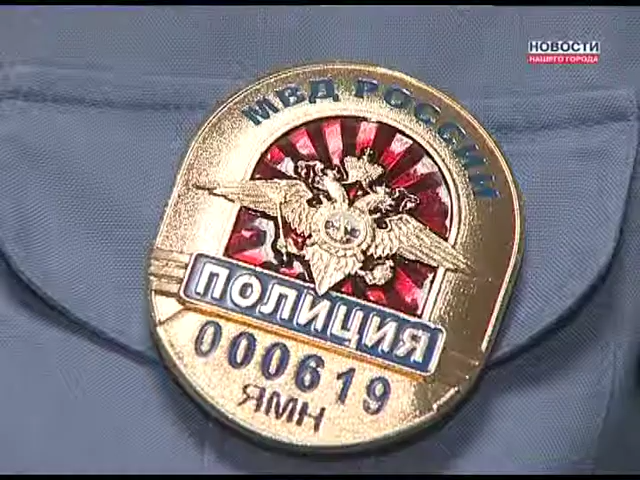 НОВОСТИ
НАШЕГО ГОРОДА
МВД РОССИИ
ПОЛИЦИЯ
000619
ЯМН